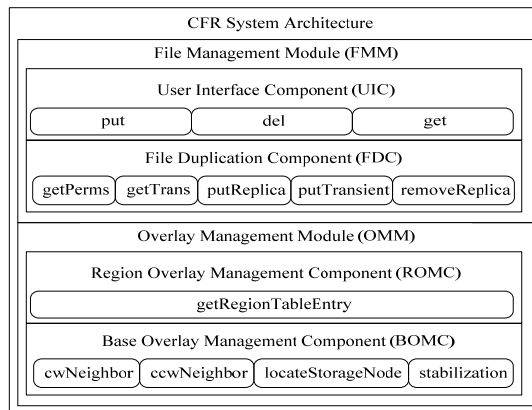 CFR System Architecture
File Management Module (FMM)
User Interface Component (UIC)
put del get
File Duplication Component (FDC)
getPerms getTrans putReplica putTransient removeReplica
Overlay Management Module (OMM)
Region Overlay Management Component (ROMC)
getRegionTableEntry
Base Overlay Management Component (BOMC)
cwNeighbor ccwNeighbor locateStorageNode stabilization